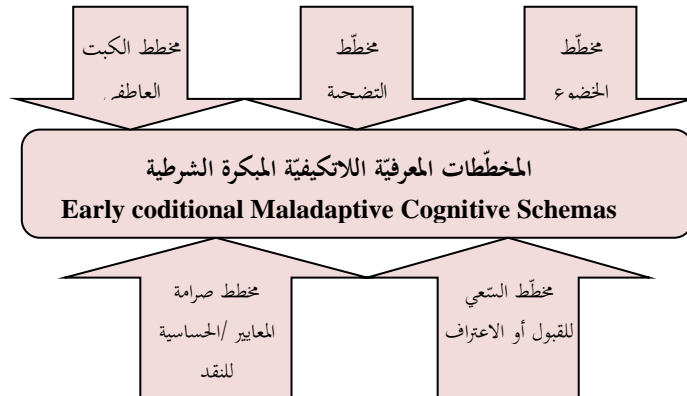 مخطّط
الخضوع
مخطّط
التضحية
مخطط الكبت
العاطفي
المخطّطات المعرفيّة اللاتكيفيّة المبكرة الشرطية
Early coditional Maladaptive Cognitive Schemas
مخطّط السّعي
للقبول أو الاعتراف
مخطط صرامة
المعايير /الحساسية
للنقد